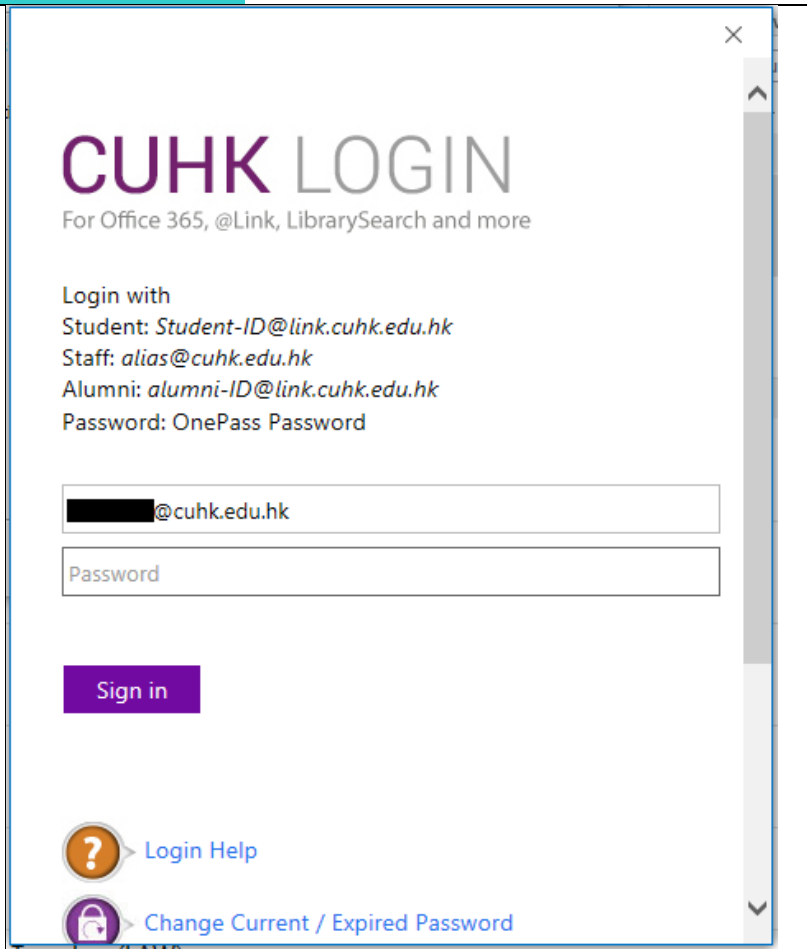 CUHK LOGIN
For Office 365, @Link, LibrarySearch and more
Login with
Student: Student-ID@link.cuhk.edu.hk
Staff: alias@cuhk.edu.hk
Alumni: alumni-ID@link.cuhk.edu.hk
Password: OnePass Password
@cuhk.edu.hk
Password
Sign in
? Login Help
Change Current / Expired Password